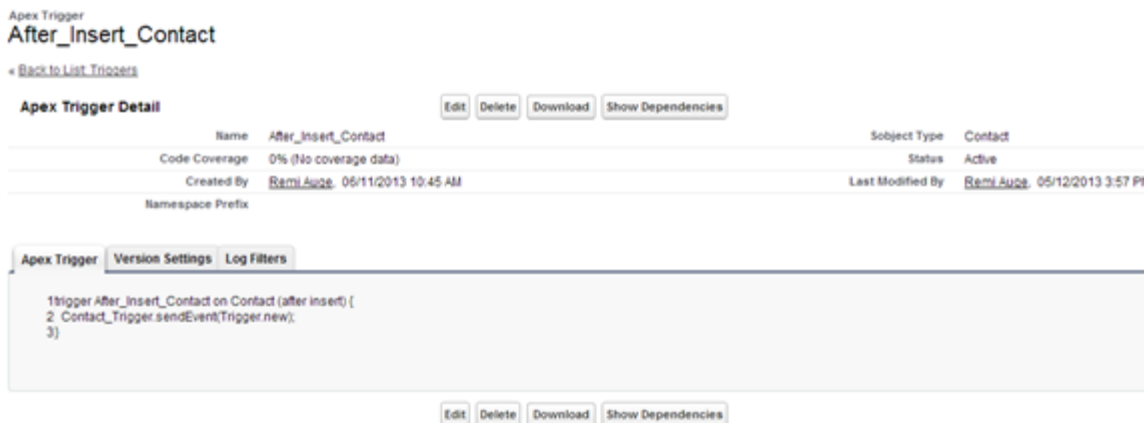 Apex Trigger
After_Insert_Contact
« Back to List: Triggers
Apex Trigger Detail Edit Delete Download Show Dependencies
Name After_Insert_Contact Sobject Type Contact
Code Coverage 0% (No coverage data) Status Active
Created By Remi Auge, 06/11/2013 10:45 AM Last Modified By Remi Auge, 05/12/2013 3:57 PM
Namespace Prefix
Apex Trigger Version Settings Log Filters
1trigger After_Insert_Contact on Contact (after insert) {
2 Contact_Trigger.sendEvent(Trigger.new);
3}
Edit Delete Download Show Dependencies